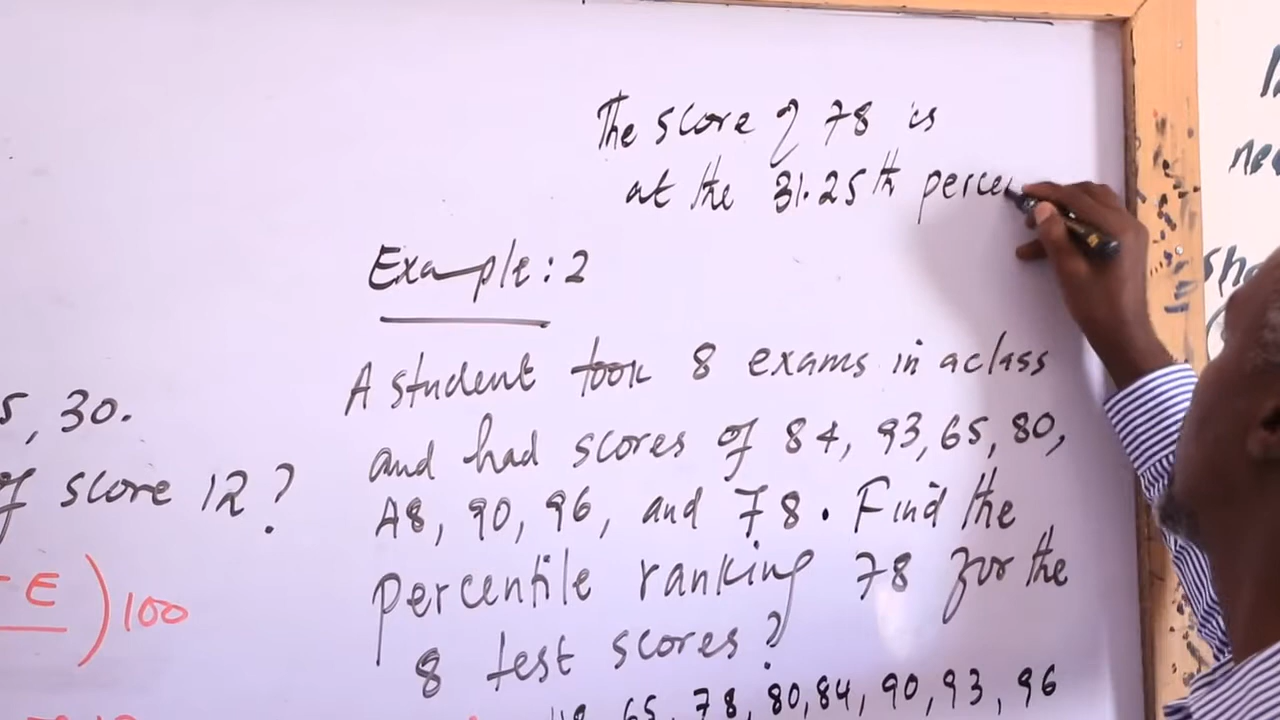 The score of 78 is
at the 31.25th perce
Example: 2
A student took 8 exams in a class
and had scores of 84, 93, 65, 80,
48, 90, 96, and 78. Find the
percentile ranking 78 for the
8 test scores?
48, 65, 78, 80, 84, 90, 93, 96
5, 30.
of score 12?
E ) 100